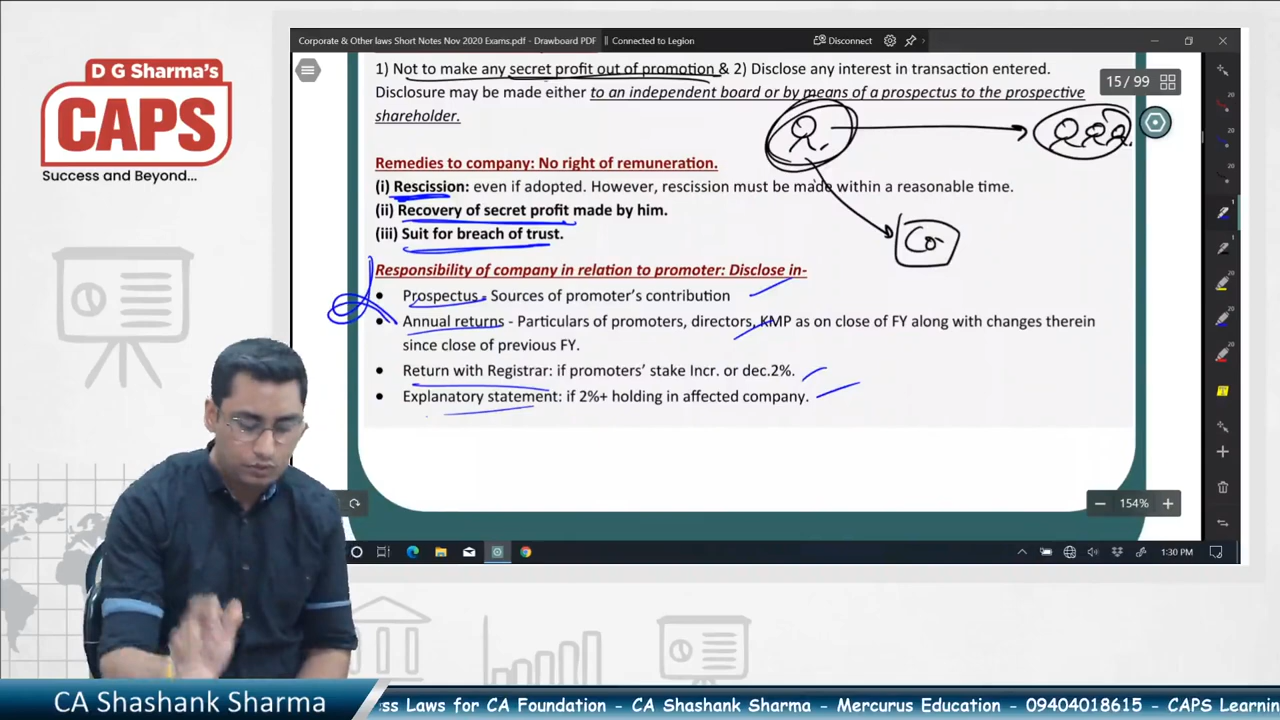 D G Sharma's
CAPS
Success and Beyond...
Corporate & Other laws Short Notes Nov 2020 Exams.pdf - Drawboard PDF
Connected to Legion
Disconnect
15 / 99
1) Not to make any secret profit out of promotion & 2) Disclose any interest in transaction entered.
Disclosure may be made either to an independent board or by means of a prospectus to the prospective
shareholder.
Remedies to company: No right of remuneration.
(i) Rescission: even if adopted. However, rescission must be made within a reasonable time.
(ii) Recovery of secret profit made by him.
(iii) Suit for breach of trust.
Co
Responsibility of company in relation to promoter: Disclose in-
• Prospectus - Sources of promoter's contribution
• Annual returns - Particulars of promoters, directors, KMP as on close of FY along with changes therein
since close of previous FY.
• Return with Registrar: if promoters' stake Incr. or dec.2%.
• Explanatory statement: if 2%+ holding in affected company.
154%
1:30 PM
CA Shashank Sharma
ss Laws for CA Foundation - CA Shashank Sharma - Mercurus Education - 09404018615 - CAPS Learnin